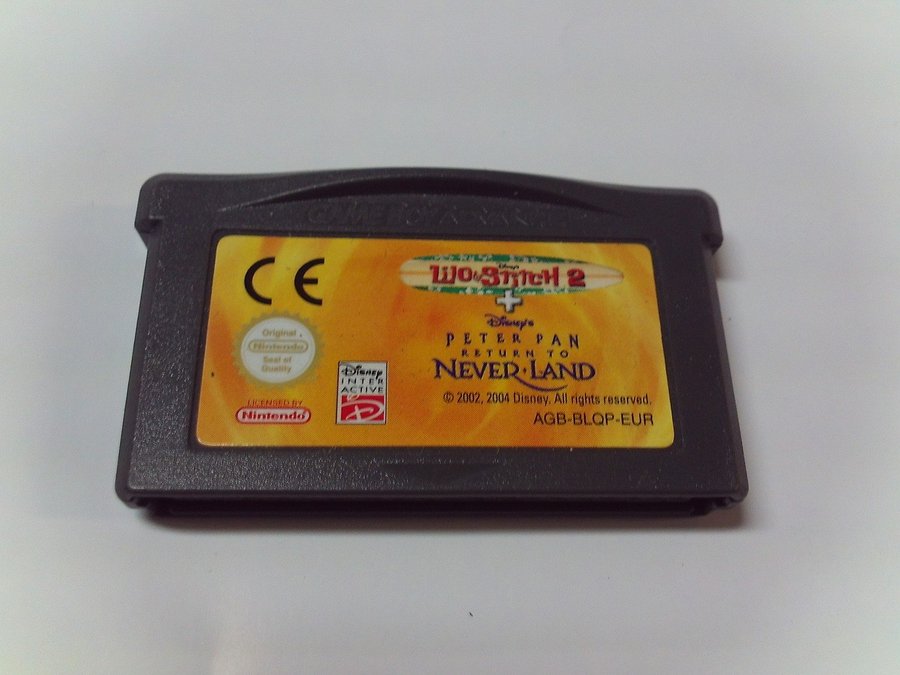 GAME BOY ADVANCE
CE
Disney's
LILO & STITCH 2
+
Disney's
PETER PAN
RETURN TO
NEVER·LAND
© 2002, 2004 Disney. All rights reserved.
AGB-BLQP-EUR
Original
Nintendo
Seal of
Quality
LICENSED BY
Nintendo
Disney
INTER
ACTIVE
D